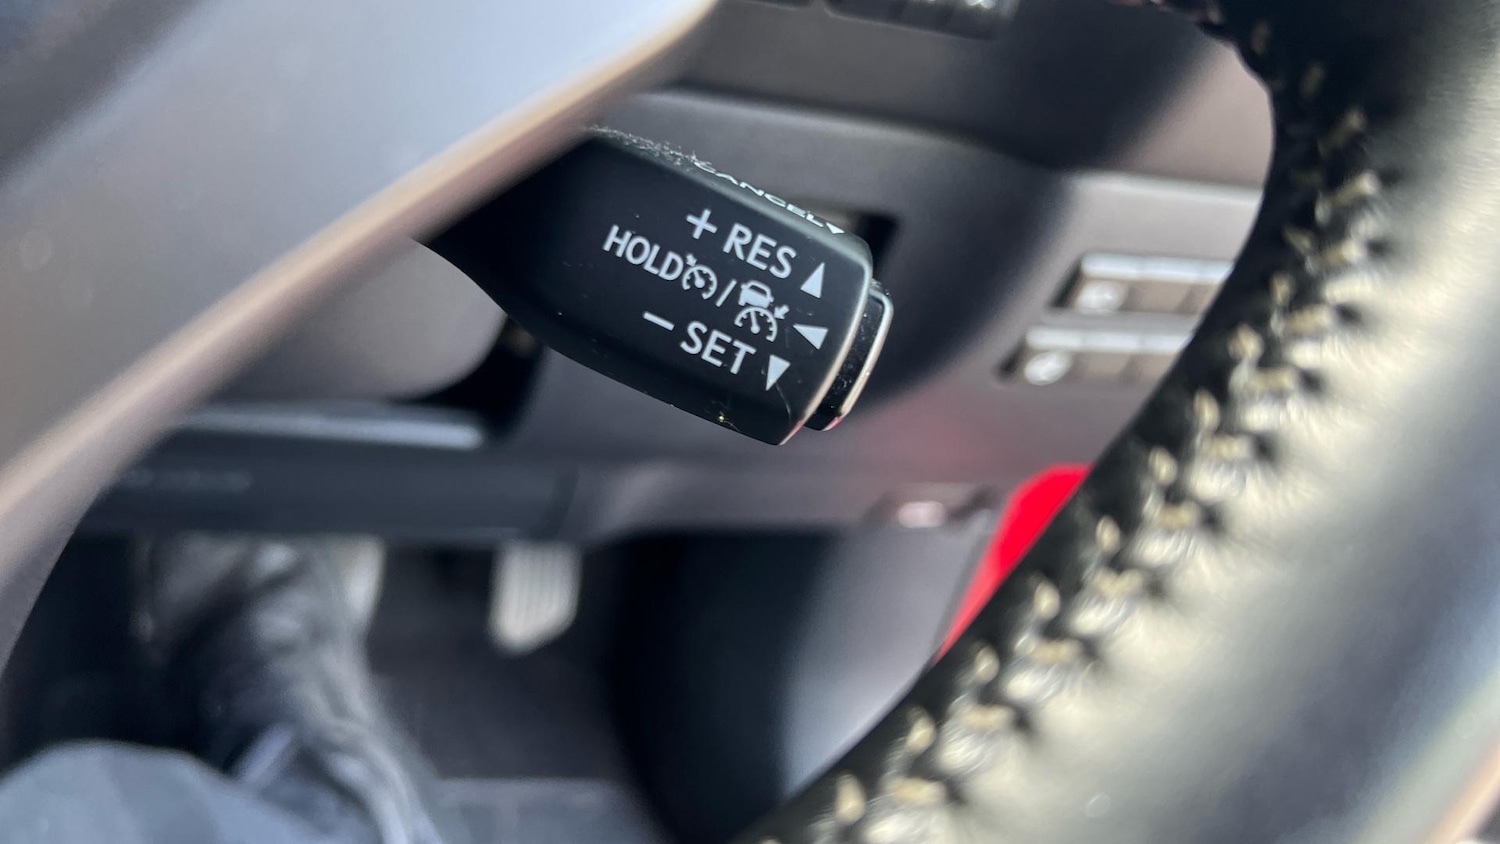 CANCEL▼
+ RES ▲
HOLD / ◀
− SET ▼